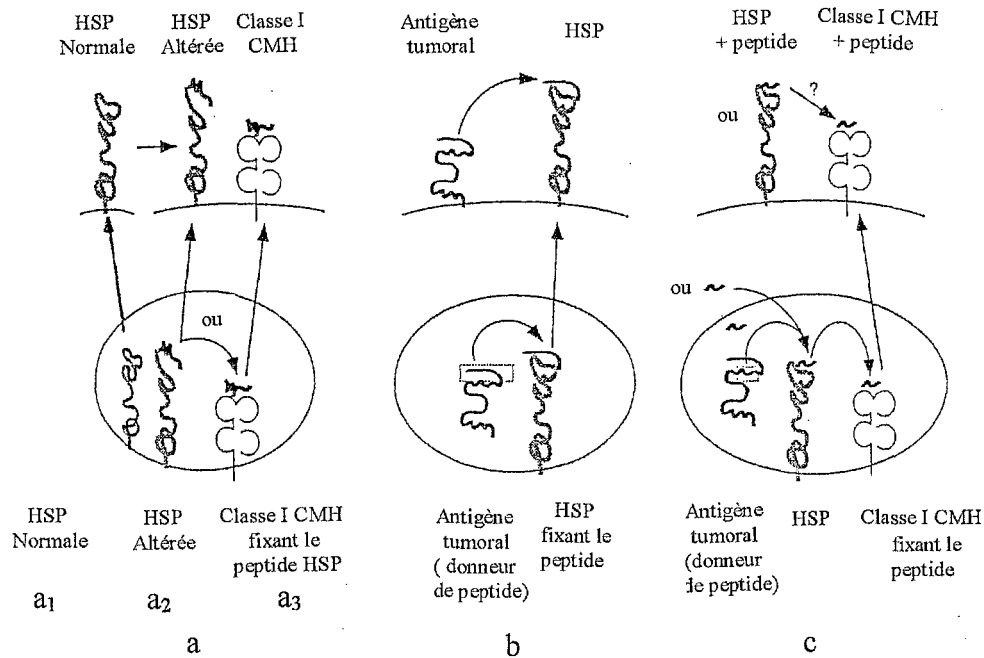 HSP
Normale
HSP
Altérée
Classe I
CMH
ou
HSP
Normale
HSP
Altérée
Classe I CMH
fixant le
peptide HSP
a1
a2
a3
a
Antigène
tumoral
HSP
Antigène
tumoral
( donneur
de peptide)
HSP
fixant le
peptide
b
HSP
+ peptide
Classe I CMH
+ peptide
ou
?
ou
Antigène
tumoral
(donneur
de peptide)
HSP
Classe I CMH
fixant le
peptide
c